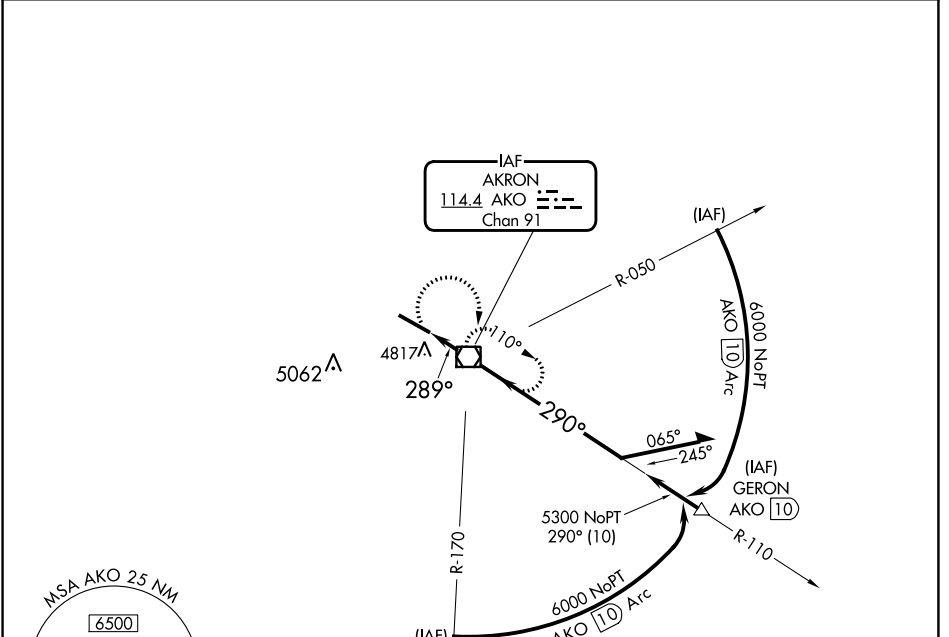 IAF
AKRON
114.4 AKO
Chan 91
(IAF)
R-050
6000 NoPT
AKO 10 Arc
110°
4817
5062
289°
290°
065°
245°
(IAF)
GERON
AKO 10
5300 NoPT
290° (10)
R-110
R-170
6000 NoPT
AKO 10 Arc
(IAF)
MSA AKO 25 NM
6500